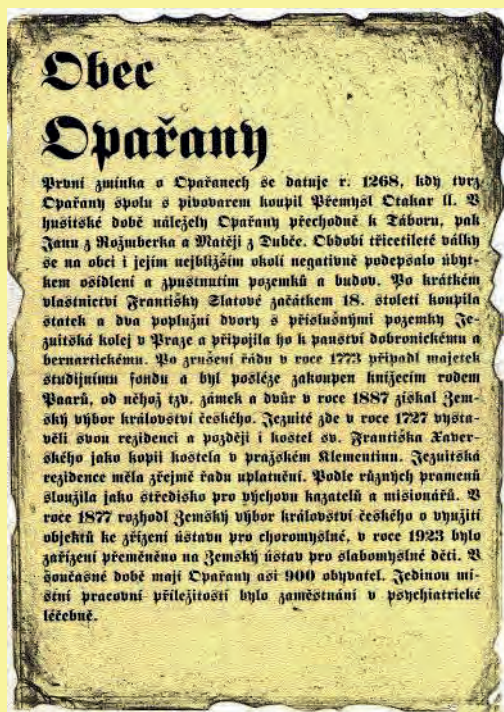 Obec
Opařany
První zmínka o Opařanech se datuje r. 1268, kdy tvrz
Opařany spolu s pivovarem koupil Přemysl Otakar II. V
husitské době náležely Opařany přechodně k Táboru, pak
Janu z Rožmberka a Matěji z Dubče. Období třicetileté války
se na obci i jejím nejbližším okolí negativně podepsalo úbyt-
kem osídlení a zpustnutím pozemků a budov. Po krátkém
vlastnictví Františky Slatové začátkem 18. století koupila
statek a dva poplužní dvory s příslušnými pozemky Je-
zuitská kolej v Praze a připojila ho k panství dobronickému a
bernartickému. Po zrušení řádu v roce 1773 připadl majetek
studijnímu fondu a byl posléze zakoupen knížecím rodem
Paarů, od něhož tzv. zámek a dvůr v roce 1887 získal Zem-
ský výbor království českého. Jezuité zde v roce 1727 vysta-
věli svou rezidenci a později i kostel sv. Františka Xaver-
ského jako kopii kostela v pražském Klementinu. Jezuitská
rezidence měla zřejmě řadu uplatnění. Podle různých pramenů
sloužila jako středisko pro výchovu kazatelů a misionářů. V
roce 1877 rozhodl Zemský výbor království českého o využití
objektů ke zřízení ústavu pro choromyslné, v roce 1923 bylo
zařízení přeměněno na Zemský ústav pro slabomyslné děti. V
současné době mají Opařany asi 900 obyvatel. Jedinou mí-
stní pracovní příležitostí bylo zaměstnání v psychiatrické
léčebně.